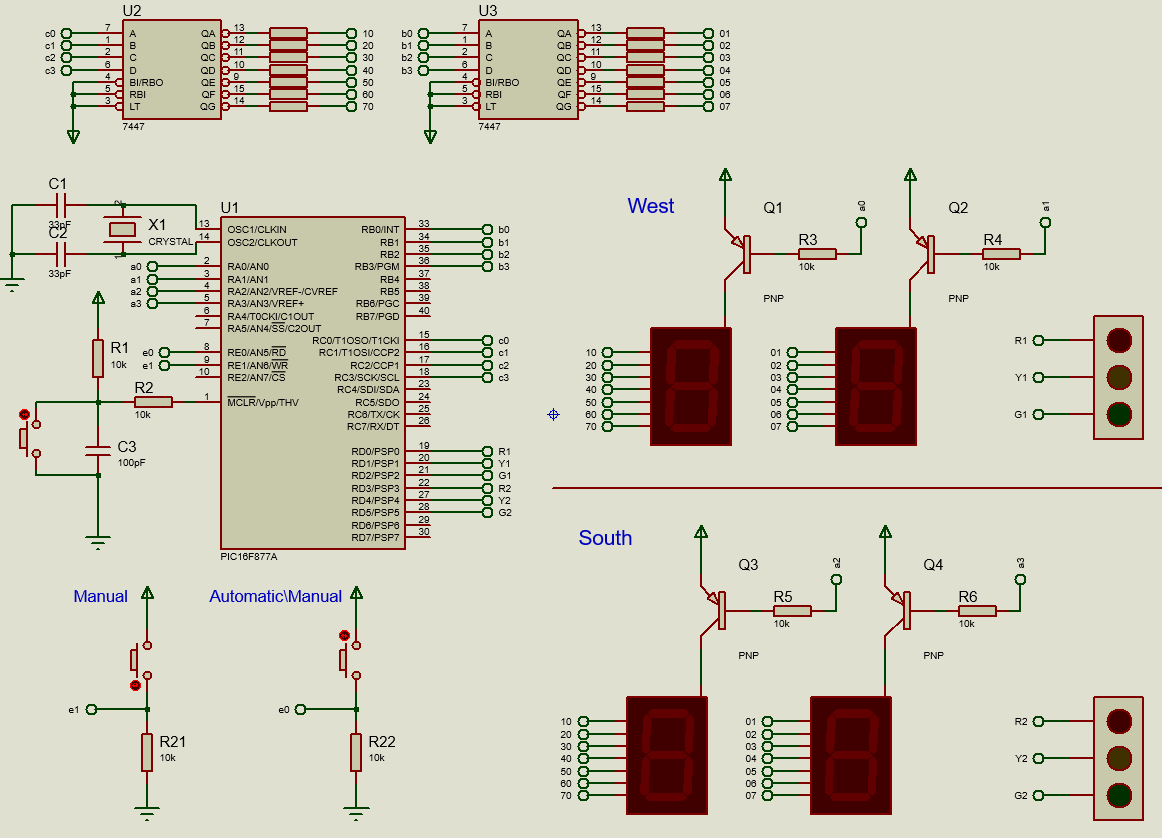 U2 U3
c0 7 A QA 13 10 b0 7 A QA 13 01
c1 1 B QB 12 20 b1 1 B QB 12 02
c2 2 C QC 11 30 b2 2 C QC 11 03
c3 6 D QD 10 40 b3 6 D QD 10 04
4 BI/RBO QE 9 50 4 BI/RBO QE 9 05
5 RBI QF 15 60 5 RBI QF 15 06
3 LT QG 14 70 3 LT QG 14 07
7447 7447
C1
33pF
C2
33pF
X1
CRYSTAL
2
1
U1
13 OSC1/CLKIN RB0/INT 33 b0
14 OSC2/CLKOUT RB1 34 b1
RB2 35 b2
a0 2 RA0/AN0 RB3/PGM 36 b3
a1 3 RA1/AN1 RB4 37
a2 4 RA2/AN2/VREF-/CVREF RB5 38
a3 5 RA3/AN3/VREF+ RB6/PGC 39
6 RA4/T0CKI/C1OUT RB7/PGD 40
7 RA5/AN4/SS/C2OUT
RC0/T1OSO/T1CKI 15 c0
e0 8 RE0/AN5/RD RC1/T1OSI/CCP2 16 c1
e1 9 RE1/AN6/WR RC2/CCP1 17 c2
10 RE2/AN7/CS RC3/SCK/SCL 18 c3
RC4/SDI/SDA 23
1 MCLR/Vpp/THV RC5/SDO 24
RC6/TX/CK 25
RC7/RX/DT 26
RD0/PSP0 19 R1
RD1/PSP1 20 Y1
RD2/PSP2 21 G1
RD3/PSP3 22 R2
RD4/PSP4 27 Y2
RD5/PSP5 28 G2
RD6/PSP6 29
RD7/PSP7 30
PIC16F877A
R1
10k
R2
10k
C3
100pF
West
Q1 a0 Q2 a1
R3 R4
10k 10k
PNP PNP
R1
10 01
20 02
30 03 Y1
40 04
50 05
60 06 G1
70 07
South
Q3 a2 Q4 a3
R5 R6
10k 10k
PNP PNP
10 01 R2
20 02
30 03
40 04 Y2
50 05
60 06
70 07 G2
Manual Automatic\Manual
e1 e0
R21 R22
10k 10k